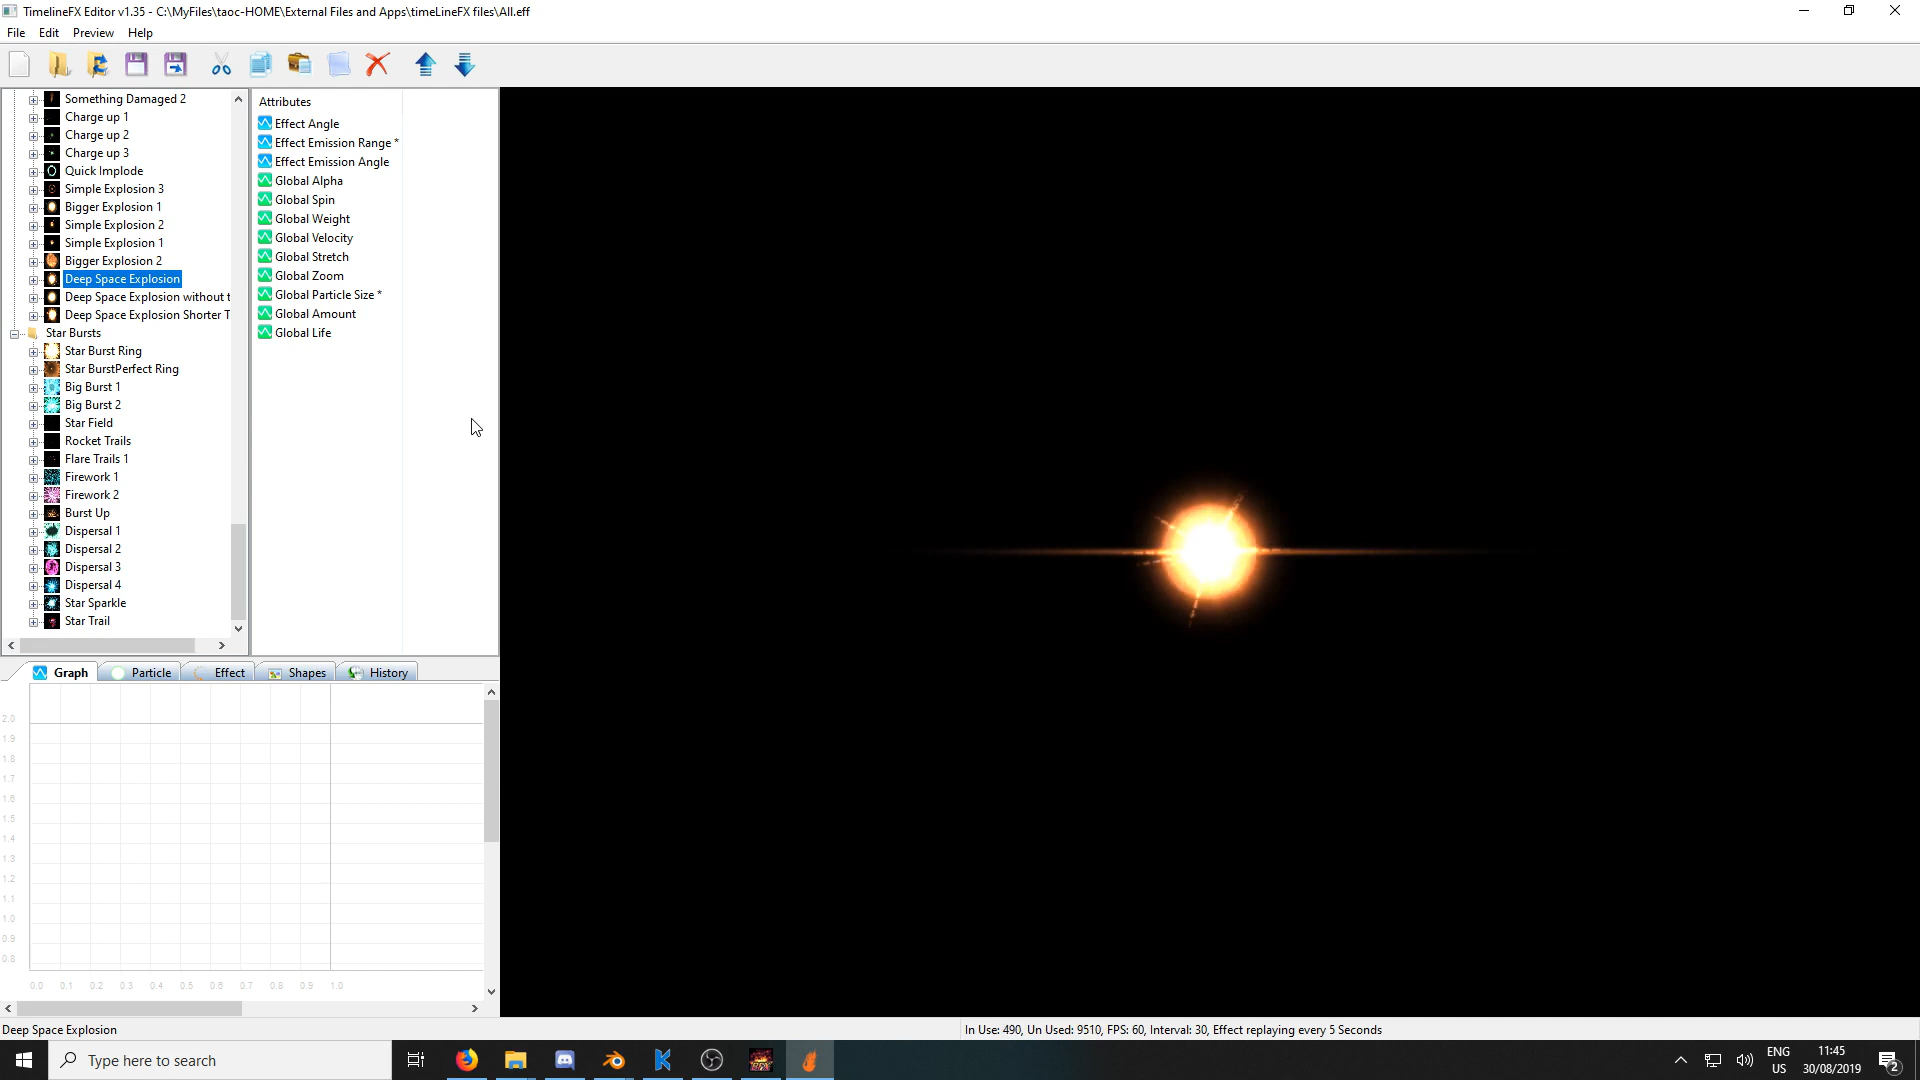 TimelineFX Editor v1.35 - C:\MyFiles\taoc-HOME\External Files and Apps\timeLineFX files\All.eff
File Edit Preview Help
Something Damaged 2
Charge up 1
Charge up 2
Charge up 3
Quick Implode
Simple Explosion 3
Bigger Explosion 1
Simple Explosion 2
Simple Explosion 1
Bigger Explosion 2
Deep Space Explosion
Deep Space Explosion without t
Deep Space Explosion Shorter T
Star Bursts
Star Burst Ring
Star BurstPerfect Ring
Big Burst 1
Big Burst 2
Star Field
Rocket Trails
Flare Trails 1
Firework 1
Firework 2
Burst Up
Dispersal 1
Dispersal 2
Dispersal 3
Dispersal 4
Star Sparkle
Star Trail
Attributes
Effect Angle
Effect Emission Range *
Effect Emission Angle
Global Alpha
Global Spin
Global Weight
Global Velocity
Global Stretch
Global Zoom
Global Particle Size *
Global Amount
Global Life
Graph Particle Effect Shapes History
2.0
1.9
1.8
1.7
1.6
1.5
1.4
1.3
1.2
1.1
1.0
0.9
0.8
0.0 0.1 0.2 0.3 0.4 0.5 0.6 0.7 0.8 0.9 1.0
Deep Space Explosion
In Use: 490, Un Used: 9510, FPS: 60, Interval: 30, Effect replaying every 5 Seconds
Type here to search
ENG
US
11:45
30/08/2019
2